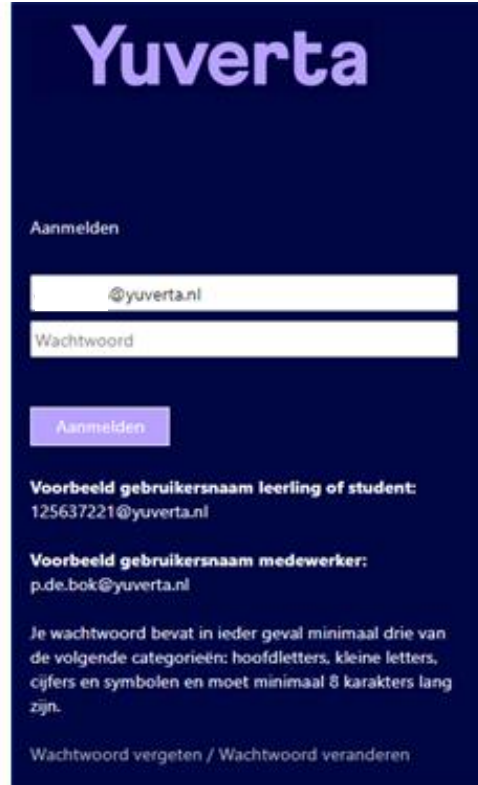 Yuverta
Aanmelden
@yuverta.nl
Wachtwoord
Aanmelden
Voorbeeld gebruikersnaam leerling of student:
125637221@yuverta.nl
Voorbeeld gebruikersnaam medewerker:
p.de.bok@yuverta.nl
Je wachtwoord bevat in ieder geval minimaal drie van
de volgende categorieën: hoofdletters, kleine letters,
cijfers en symbolen en moet minimaal 8 karakters lang
zijn.
Wachtwoord vergeten / Wachtwoord veranderen